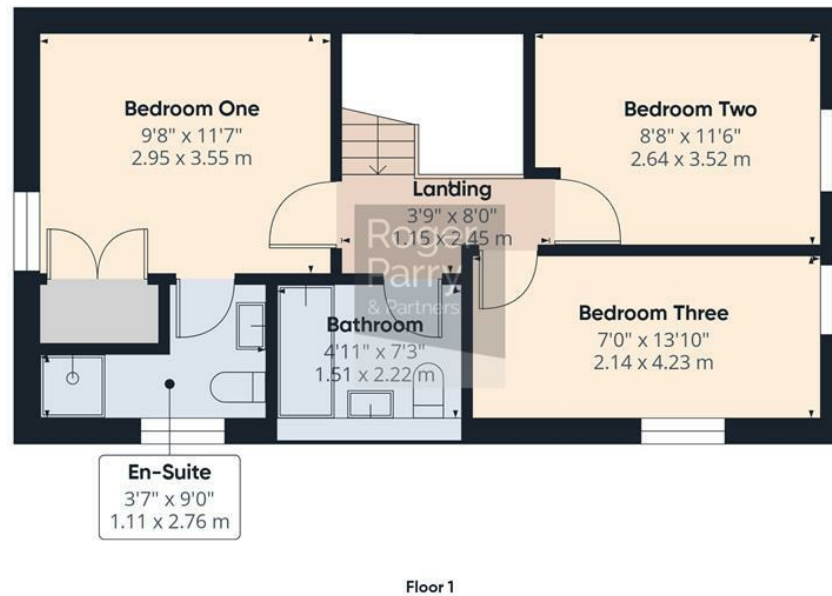 Bedroom One
9'8" x 11'7"
2.95 x 3.55 m
Bedroom Two
8'8" x 11'6"
2.64 x 3.52 m
Landing
3'9" x 8'0"
1.15 x 2.45 m
Roger
Parry
& Partners
Bathroom
4'11" x 7'3"
1.51 x 2.22 m
Bedroom Three
7'0" x 13'10"
2.14 x 4.23 m
En-Suite
3'7" x 9'0"
1.11 x 2.76 m
Floor 1